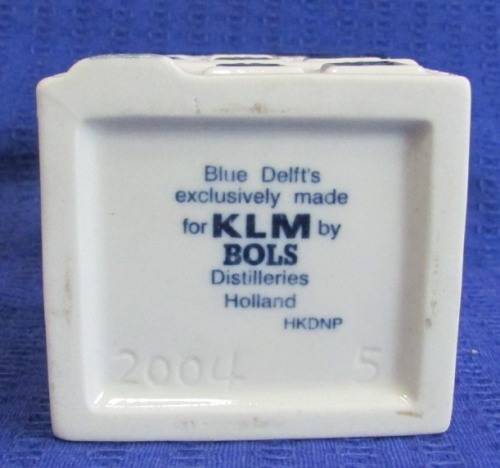 Blue Delft's
exclusively made
for KLM by
BOLS
Distilleries
Holland
HKDNP
2004 5